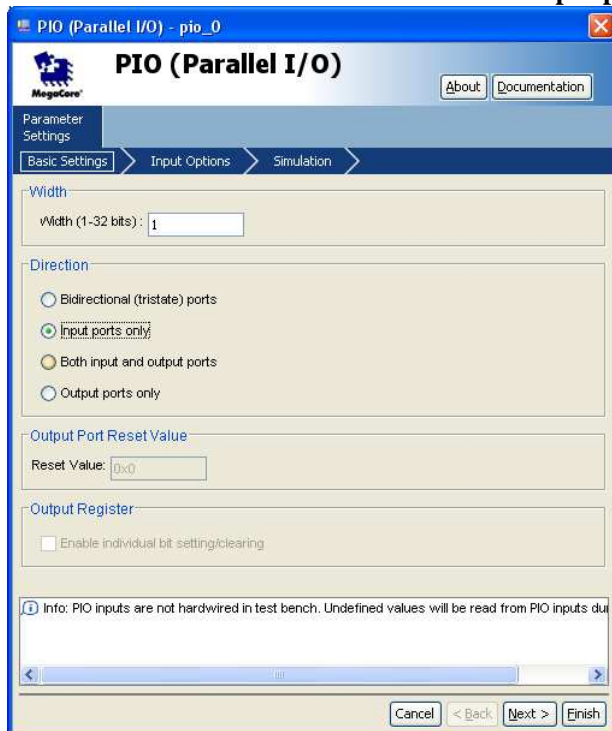 PIO (Parallel I/O) - pio_0
MegaCore'
PIO (Parallel I/O)
About
Documentation
Parameter
Settings
Basic Settings
Input Options
Simulation
Width
Width (1-32 bits) :
1
Direction
Bidirectional (tristate) ports
Input ports only
Both input and output ports
Output ports only
Output Port Reset Value
Reset Value:
0x0
Output Register
Enable individual bit setting/clearing
Info: PIO inputs are not hardwired in test bench. Undefined values will be read from PIO inputs du
Cancel
< Back
Next >
Finish